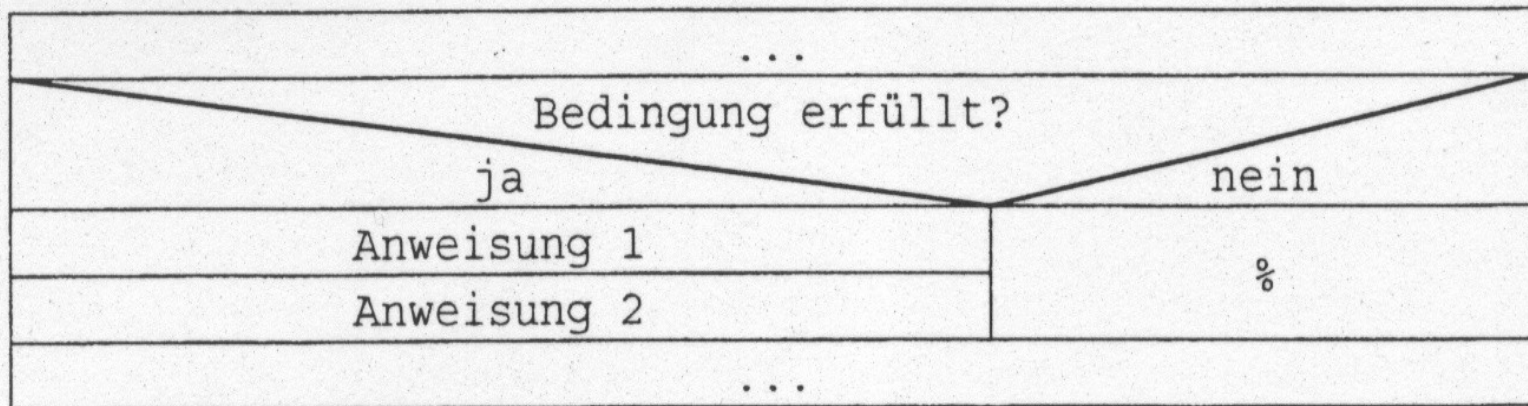 ...
Bedingung erfüllt?
ja nein
Anweisung 1
%
Anweisung 2
...